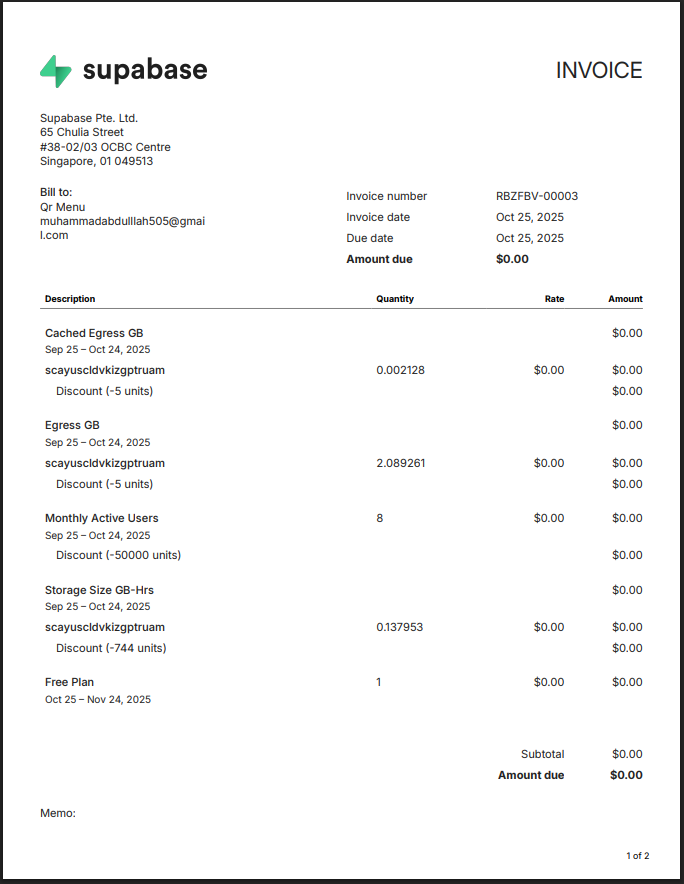 supabase
INVOICE
Supabase Pte. Ltd.
65 Chulia Street
#38-02/03 OCBC Centre
Singapore, 01 049513
Bill to:
Qr Menu
muhammadabdulllah505@gmai
l.com
Invoice number RBZFBV-00003
Invoice date Oct 25, 2025
Due date Oct 25, 2025
Amount due $0.00
Description Quantity Rate Amount
Cached Egress GB $0.00
Sep 25 – Oct 24, 2025
scayuscldvkizgptruam 0.002128 $0.00 $0.00
Discount (-5 units) $0.00
Egress GB $0.00
Sep 25 – Oct 24, 2025
scayuscldvkizgptruam 2.089261 $0.00 $0.00
Discount (-5 units) $0.00
Monthly Active Users 8 $0.00 $0.00
Sep 25 – Oct 24, 2025
Discount (-50000 units) $0.00
Storage Size GB-Hrs $0.00
Sep 25 – Oct 24, 2025
scayuscldvkizgptruam 0.137953 $0.00 $0.00
Discount (-744 units) $0.00
Free Plan 1 $0.00 $0.00
Oct 25 – Nov 24, 2025
Subtotal $0.00
Amount due $0.00
Memo:
1 of 2